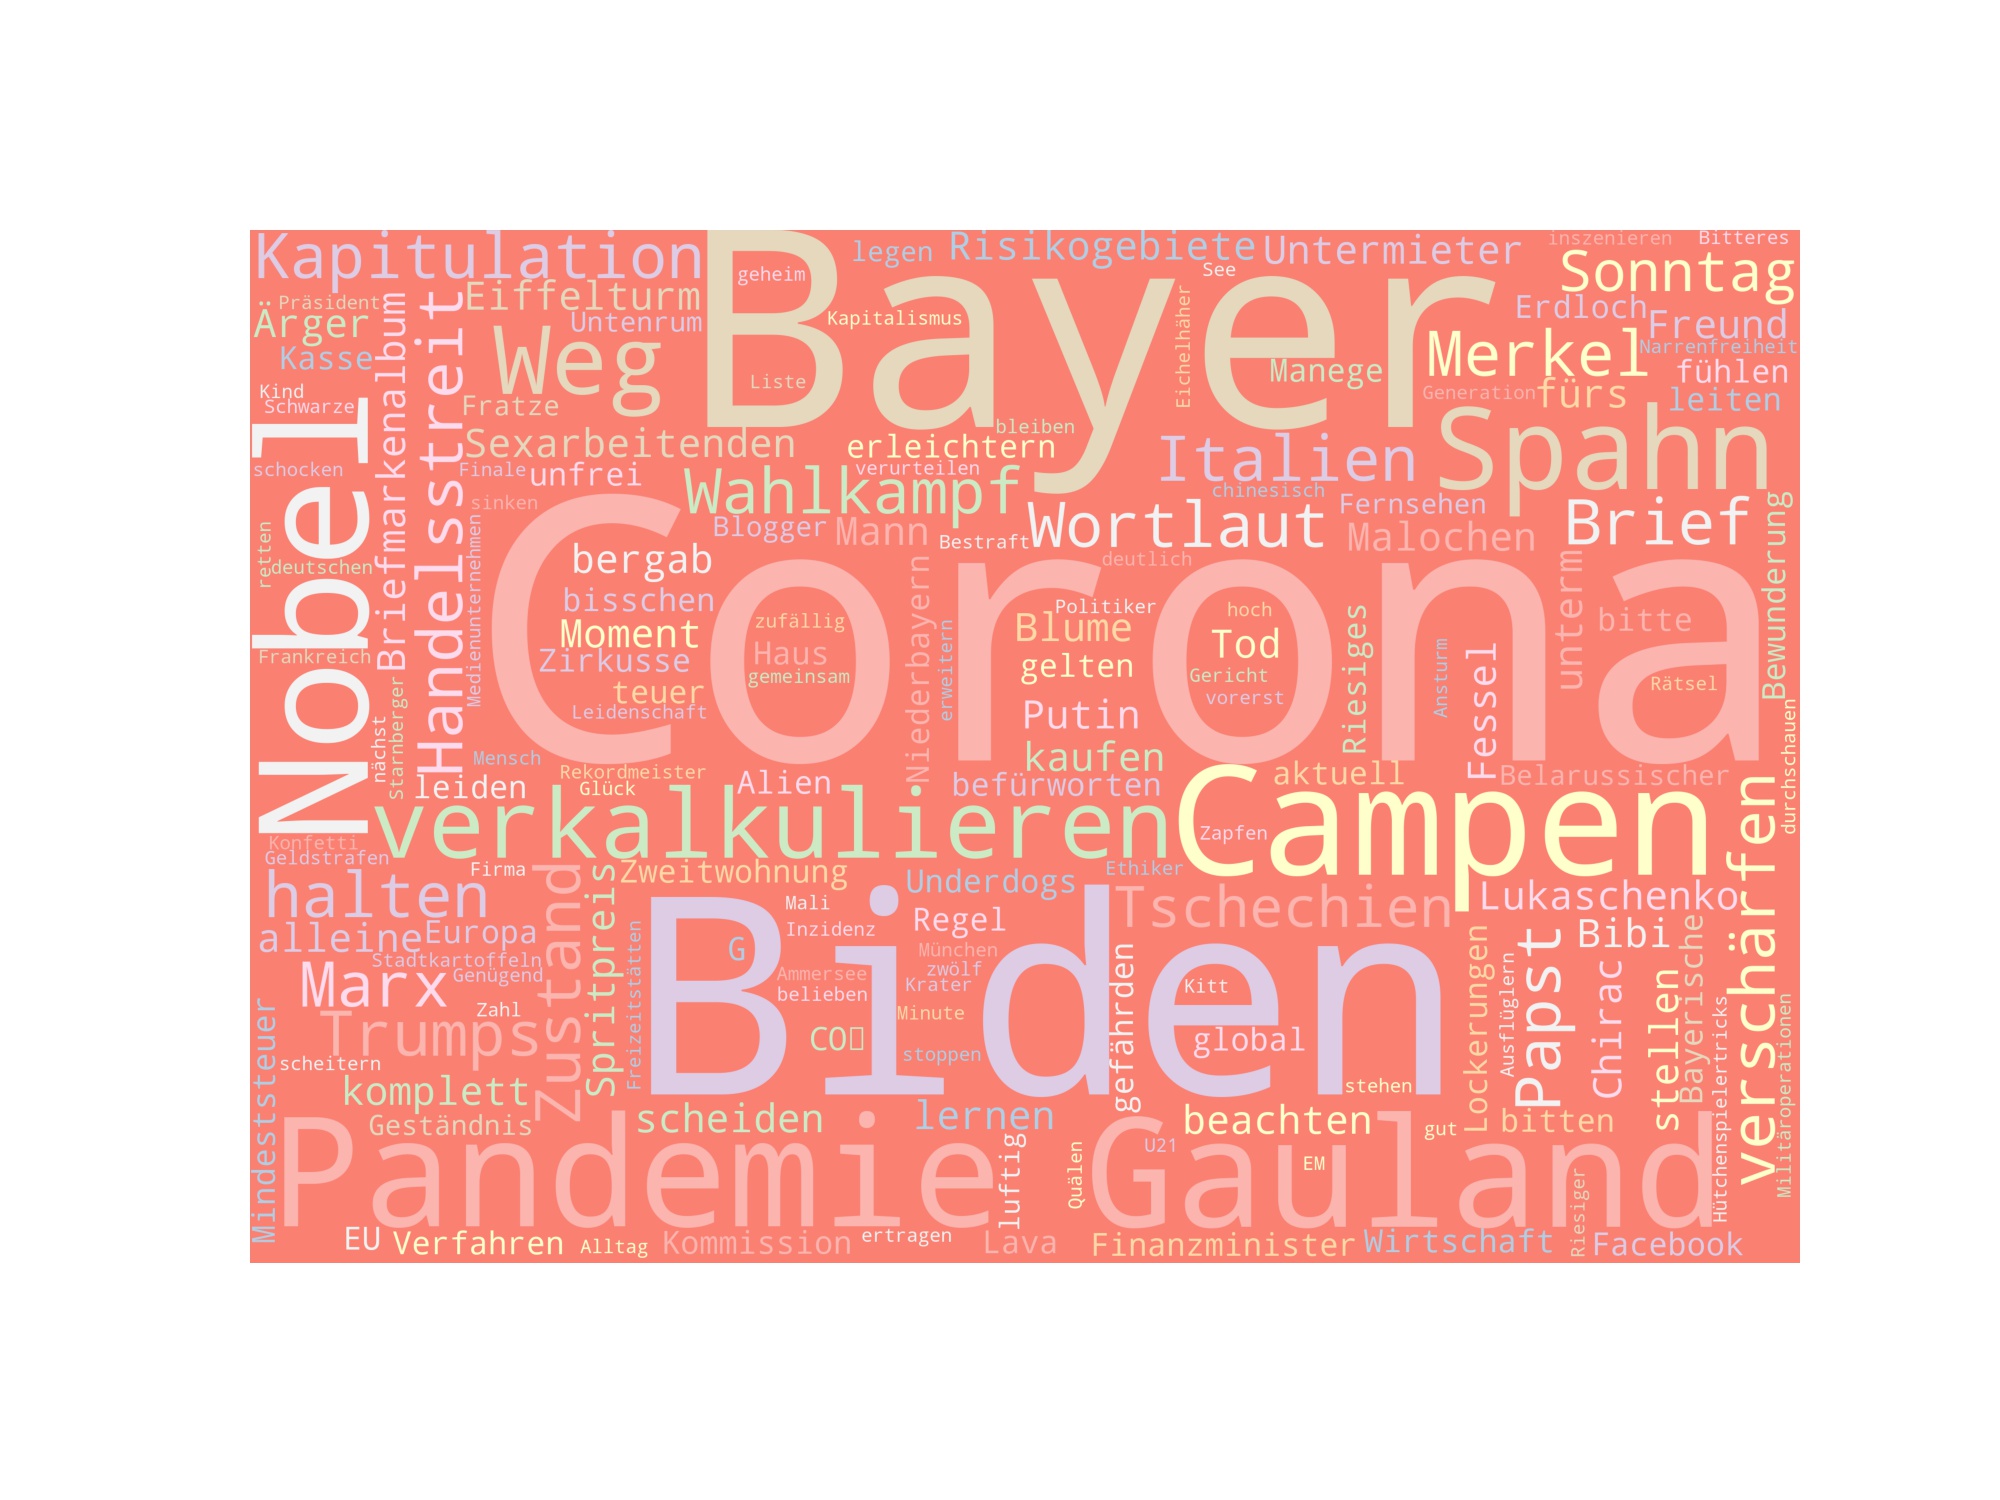 Kapitulation
Bayer
legen
Risikogebiete
Untermieter
inszenieren
Bitteres
geheim
See
Sonntag
Präsident
Eiffelturm
Ärger
Untenrum
Kapitalismus
Eichelhäher
Erdloch
Freund
Kasse
Briefmarkenalbum
Handelsstreit
Weg
Liste
Manege
Merkel
Narrenfreiheit
fühlen
Kind
Schwarze
Fratze
Generation
fürs
leiten
Nobel
Sexarbeitenden
bleiben
erleichtern
Italien
Spahn
schocken
Finale
unfrei
Wahlkampf
verurteilen
chinesisch
Fernsehen
sinken
Blogger
Mann
Bestraft
Wortlaut
Malochen
Brief
Bewunderung
retten
deutschen
Medienunternehmen
bergab
Corona
deutlich
unterm
bisschen
Politiker
hoch
Riesiges
bitte
zufällig
Moment
Niederbayern
erweitern
Blume
Tod
Ansturm
Fessel
Frankreich
Zirkusse
Haus
gelten
Gericht
Rätsel
gemeinsam
teuer
vorerst
Starnberger
nächst
Leidenschaft
Putin
durchschauen
Mensch
kaufen
Rekordmeister
leiden
Glück
Alien
befürworten
aktuell
Belarussischer
verkalkulieren
Campen
Zapfen
verschärfen
Konfetti
Geldstrafen
Firma
Zweitwohnung
Underdogs
Ethiker
halten
Zustand
Spritpreis
Biden
Mali
Regel
Tschechien
Lukaschenko
alleine
Europa
Freizeitstätten
G
Inzidenz
München
gefährden
Lockerungen
Papst
Bibi
Bayerische
Stadtkartoffeln
Genügend
Ammersee
zwölf
Marx
belieben
Krater
Kitt
Ausflüglern
Chirac
stellen
Hütchenspielertricks
Militäroperationen
Mindeststeuer
Zahl
Minute
Trumps
CO
global
stoppen
scheitern
komplett
stehen
Geständnis
scheiden
lernen
beachten
gut
bitten
Pandemie
luftig
Quälen
U21
Gauland
EM
Riesiger
EU
Verfahren
Alltag
Kommission
ertragen
Lava
Finanzminister
Wirtschaft
Facebook